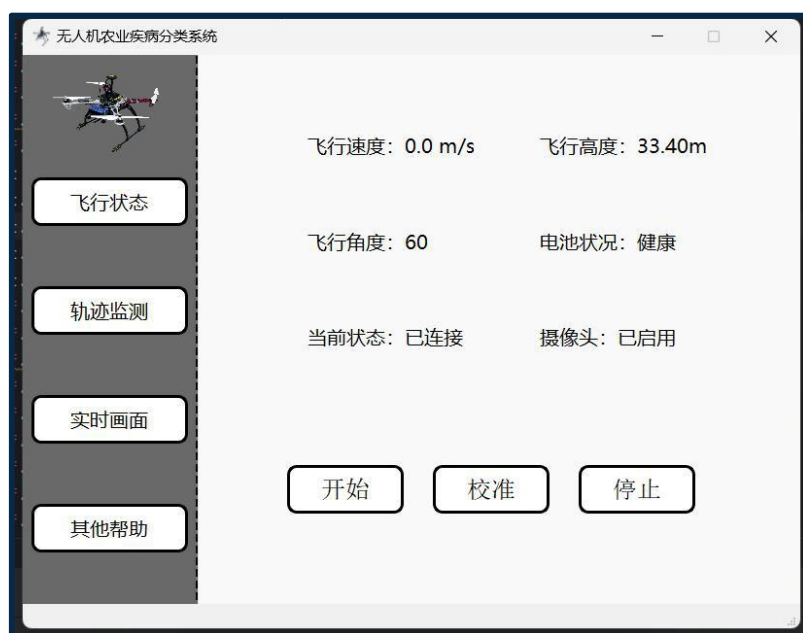 无人机农业疾病分类系统
飞行状态
轨迹监测
实时画面
其他帮助
飞行速度：0.0 m/s 飞行高度：33.40m
飞行角度：60 电池状况：健康
当前状态：已连接 摄像头：已启用
开始 校准 停止